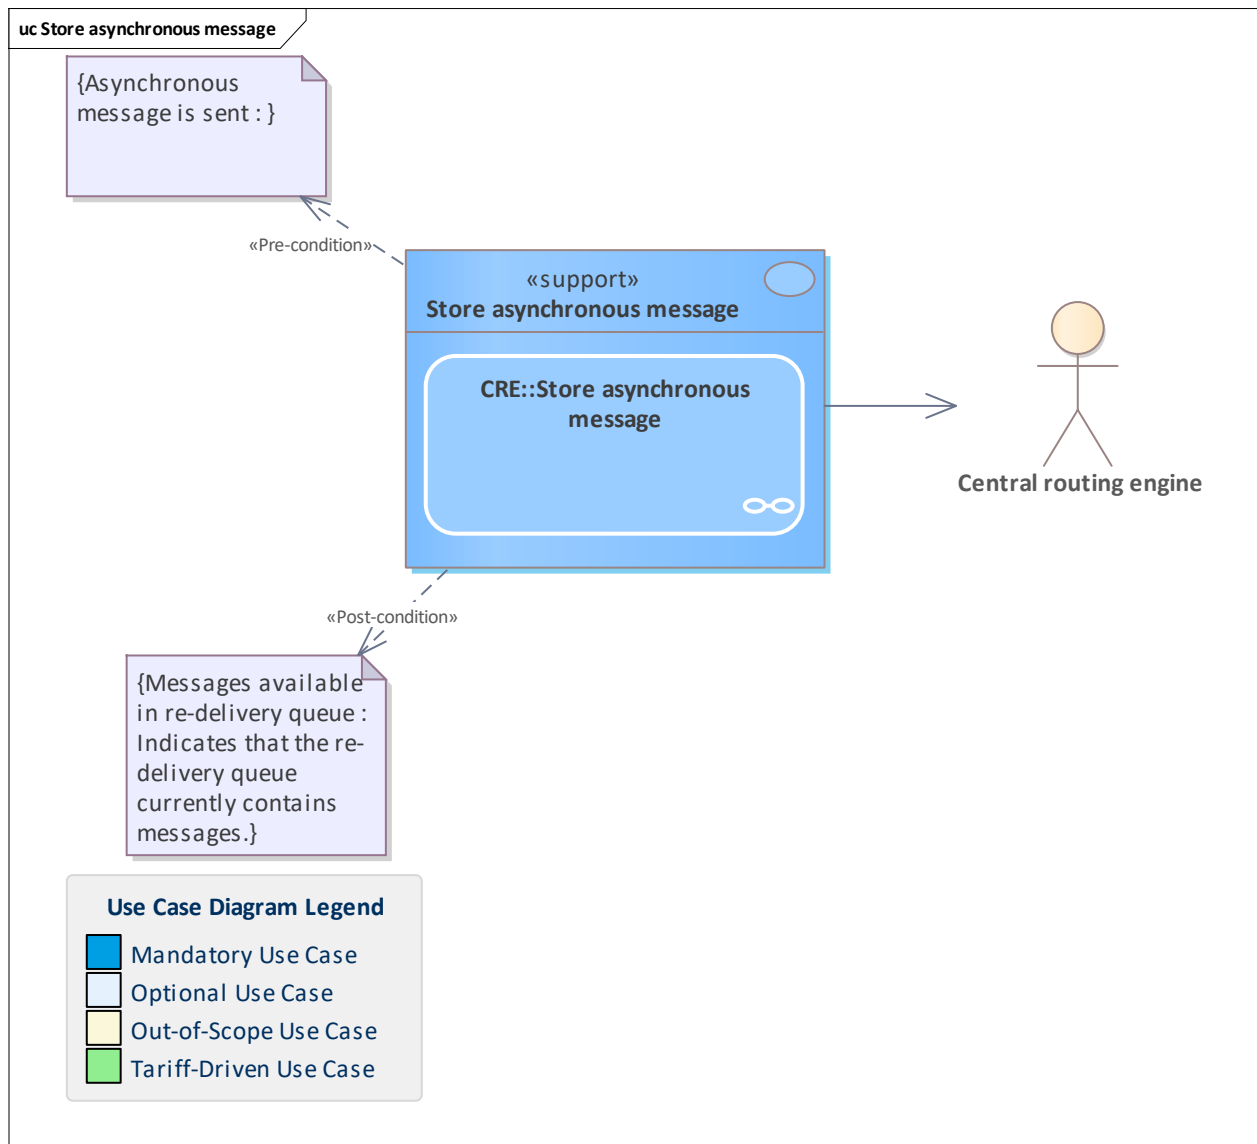 uc Store asynchronous message
{Asynchronous
message is sent : }
«Pre-condition»
«support»
Store asynchronous message
CRE::Store asynchronous
message
Central routing engine
«Post-condition»
{Messages available
in re-delivery queue :
Indicates that the re-
delivery queue
currently contains
messages.}
Use Case Diagram Legend
Mandatory Use Case
Optional Use Case
Out-of-Scope Use Case
Tariff-Driven Use Case